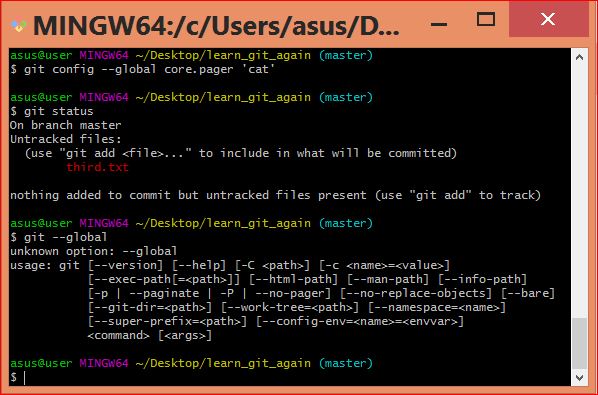 MINGW64:/c/Users/asus/D...
asus@user MINGW64 ~/Desktop/learn_git_again (master)
$ git config --global core.pager 'cat'
asus@user MINGW64 ~/Desktop/learn_git_again (master)
$ git status
On branch master
Untracked files:
  (use "git add <file>..." to include in what will be committed)
        third.txt
nothing added to commit but untracked files present (use "git add" to track)
asus@user MINGW64 ~/Desktop/learn_git_again (master)
$ git --global
unknown option: --global
usage: git [--version] [--help] [-C <path>] [-c <name>=<value>]
           [--exec-path[=<path>]] [--html-path] [--man-path] [--info-path]
           [-p | --paginate | -P | --no-pager] [--no-replace-objects] [--bare]
           [--git-dir=<path>] [--work-tree=<path>] [--namespace=<name>]
           [--super-prefix=<path>] [--config-env=<name>=<envvar>]
           <command> [<args>]
asus@user MINGW64 ~/Desktop/learn_git_again (master)
$